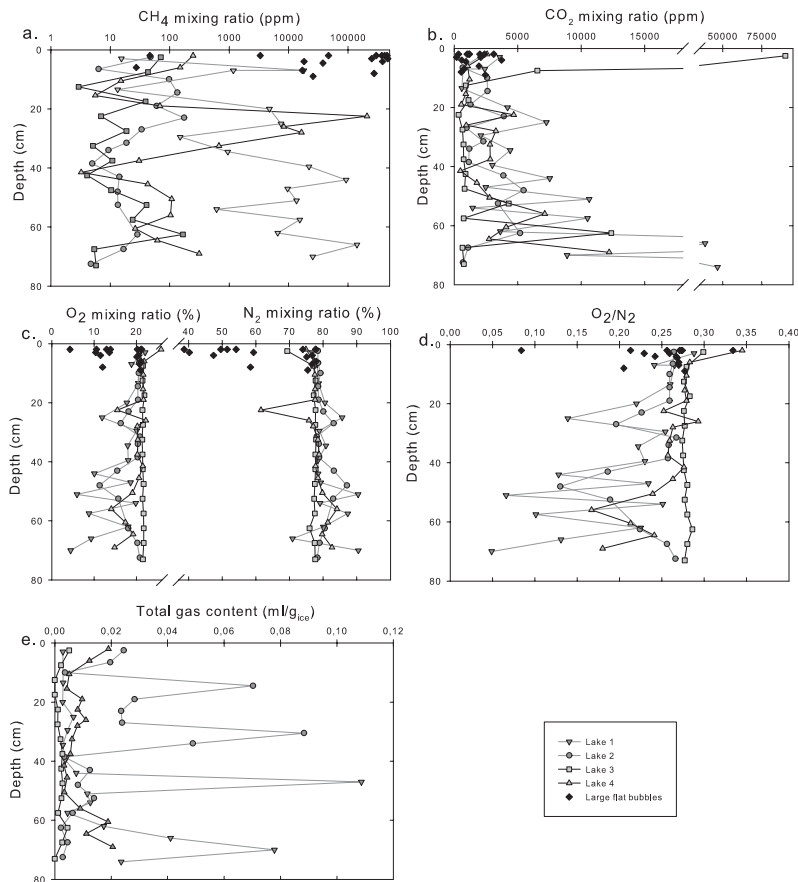 CH4 mixing ratio (ppm)
a.
1 10 100 1000 10000 100000
0
20
40
60
80
Depth (cm)
CO2 mixing ratio (ppm)
b.
0 5000 10000 15000 50000 100000
0
20
40
60
80
Depth (cm)
O2 mixing ratio (%) N2 mixing ratio (%)
c.
0 10 20 40 50 60 70 80 90 100
0
20
40
60
80
Depth (cm)
O2/N2
d.
0,00 0,05 0,10 0,15 0,20 0,25 0,30 0,35 0,40
0
20
40
60
80
Depth (cm)
Total gas content (ml/gice)
e.
0,00 0,02 0,04 0,06 0,08 0,10 0,12
0
20
40
60
80
Depth (cm)
Lake 1
Lake 2
Lake 3
Lake 4
Large flat bubbles